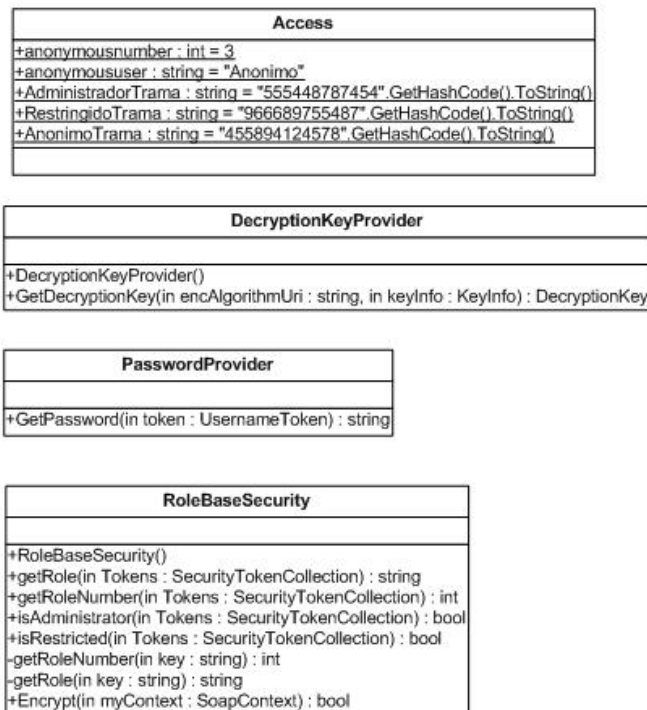 Access
+anonymousnumber : int = 3
+anonymoususer : string = "Anonimo"
+AdministradorTrama : string = "555448787454".GetHashCode().ToString()
+RestringidoTrama : string = "966689755487".GetHashCode().ToString()
+AnonimoTrama : string = "455894124578".GetHashCode().ToString()
DecryptionKeyProvider
+DecryptionKeyProvider()
+GetDecryptionKey(in encAlgorithmUri : string, in keyInfo : KeyInfo) : DecryptionKey
PasswordProvider
+GetPassword(in token : UsernameToken) : string
RoleBaseSecurity
+RoleBaseSecurity()
+getRole(in Tokens : SecurityTokenCollection) : string
+getRoleNumber(in Tokens : SecurityTokenCollection) : int
+isAdministrator(in Tokens : SecurityTokenCollection) : bool
+isRestricted(in Tokens : SecurityTokenCollection) : bool
-getRoleNumber(in key : string) : int
-getRole(in key : string) : string
+Encrypt(in myContext : SoapContext) : bool